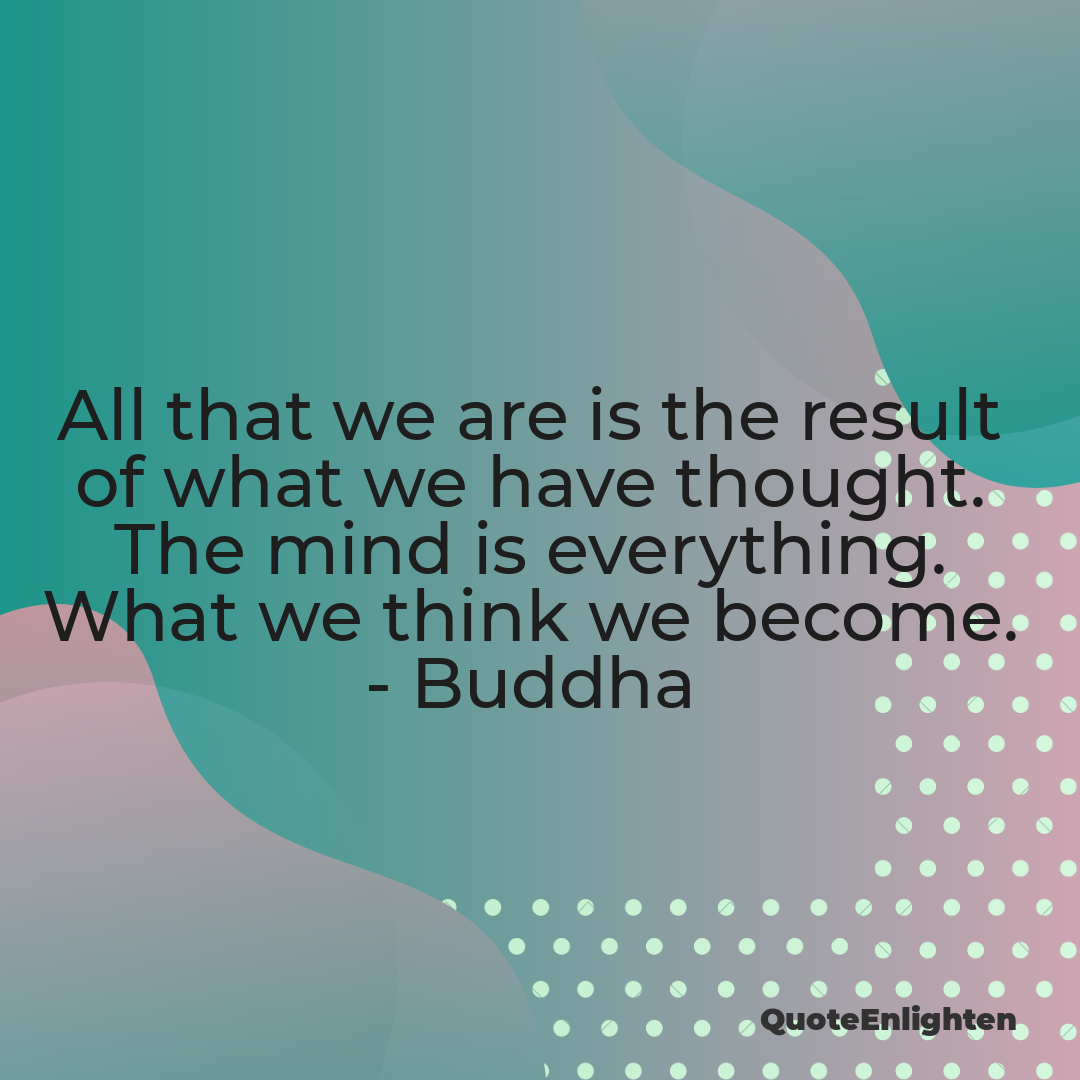 All that we are is the result
of what we have thought.
The mind is everything.
What we think we become.
- Buddha
QuoteEnlighten